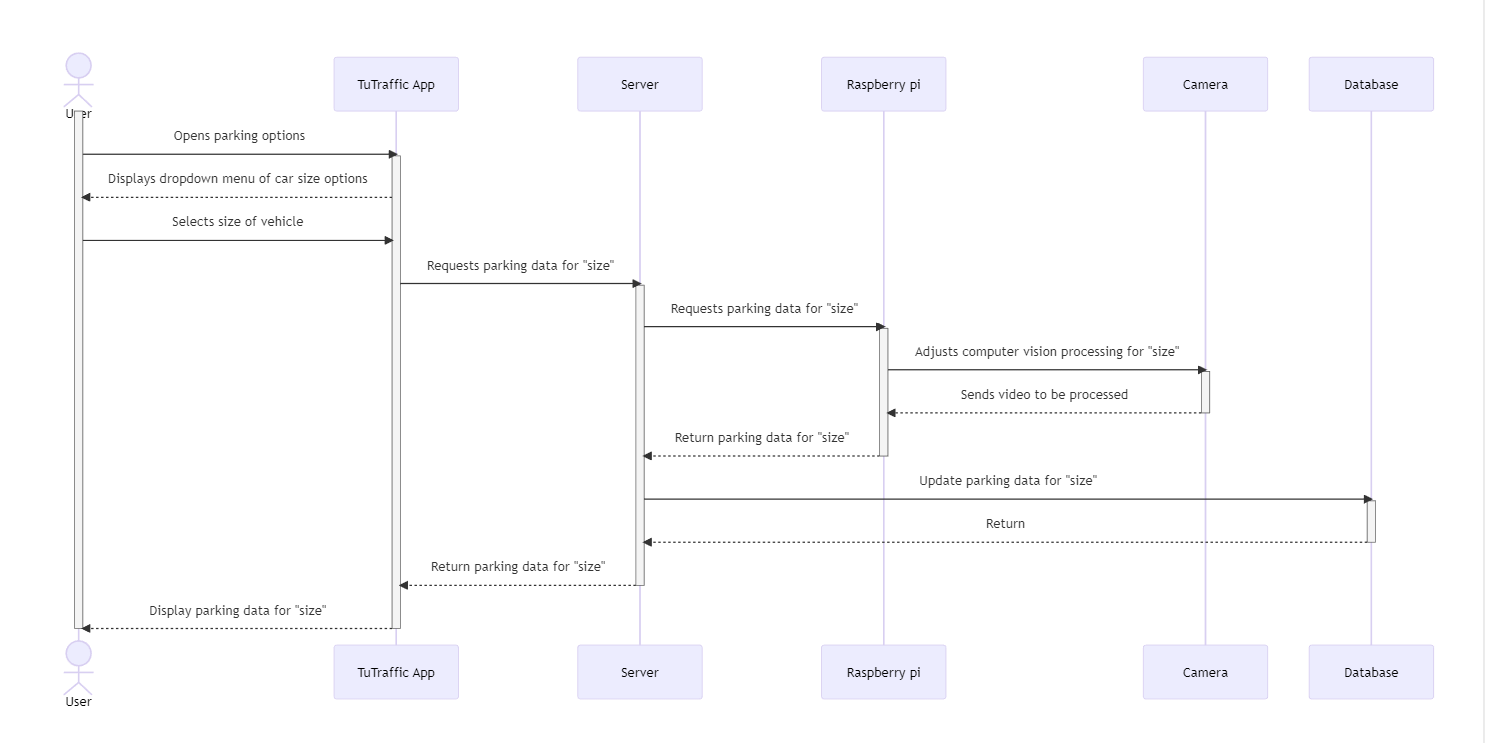 User
TuTraffic App
Server
Raspberry pi
Camera
Database
Opens parking options
Displays dropdown menu of car size options
Selects size of vehicle
Requests parking data for "size"
Requests parking data for "size"
Adjusts computer vision processing for "size"
Sends video to be processed
Return parking data for "size"
Update parking data for "size"
Return
Return parking data for "size"
Display parking data for "size"
User
TuTraffic App
Server
Raspberry pi
Camera
Database